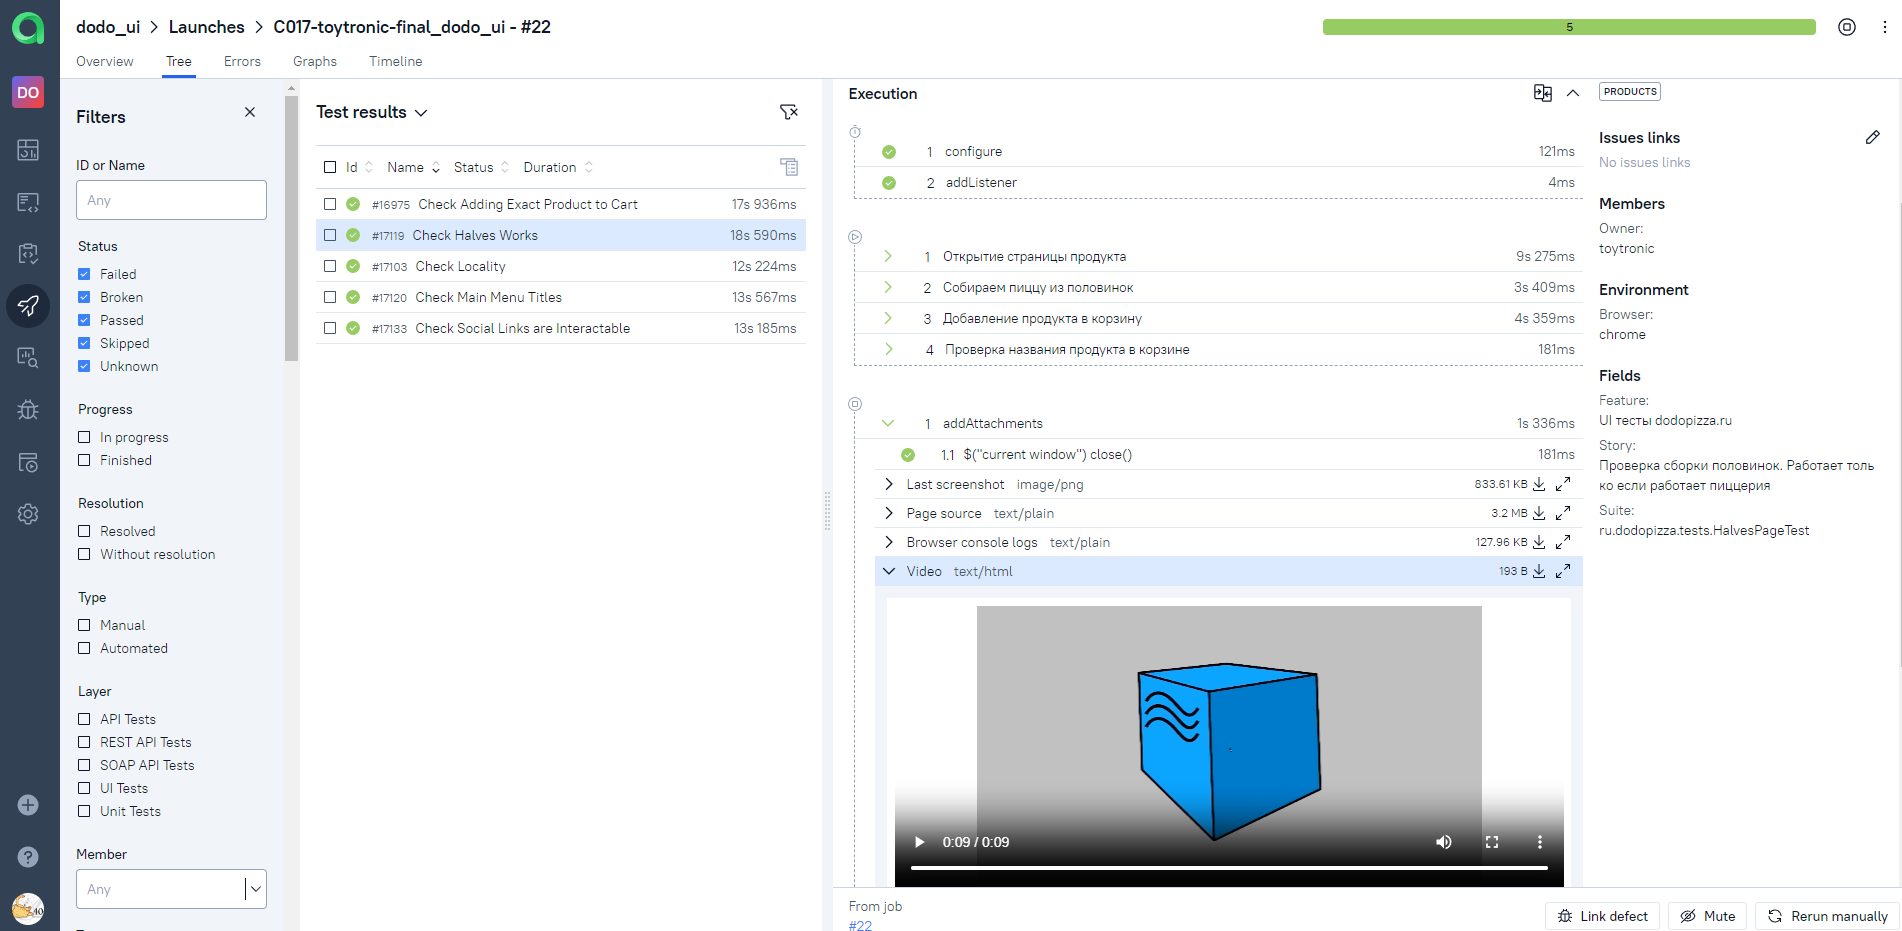 dodo_ui > Launches > C017-toytronic-final_dodo_ui - #22
5
Overview Tree Errors Graphs Timeline
DO
Filters
ID or Name
Any
Status
Failed
Broken
Passed
Skipped
Unknown
Progress
In progress
Finished
Resolution
Resolved
Without resolution
Type
Manual
Automated
Layer
API Tests
REST API Tests
SOAP API Tests
UI Tests
Unit Tests
Member
Any
40
Test results
Id Name Status Duration
#16975 Check Adding Exact Product to Cart 17s 936ms
#17119 Check Halves Works 18s 590ms
#17103 Check Locality 12s 224ms
#17120 Check Main Menu Titles 13s 567ms
#17133 Check Social Links are Interactable 13s 185ms
Execution
1 configure 121ms
2 addListener 4ms
1 Открытие страницы продукта 9s 275ms
2 Собираем пиццу из половинок 3s 409ms
3 Добавление продукта в корзину 4s 359ms
4 Проверка названия продукта в корзине 181ms
1 addAttachments 1s 336ms
1.1 $("current window") close() 181ms
Last screenshot image/png 833.61 KB
Page source text/plain 3.2 MB
Browser console logs text/plain 127.96 KB
Video text/html 193 B
0:09 / 0:09
From job
#22
Link defect Mute Rerun manually
PRODUCTS
Issues links
No issues links
Members
Owner:
toytronic
Environment
Browser:
chrome
Fields
Feature:
UI тесты dodopizza.ru
Story:
Проверка сборки половинок. Работает толь
ко если работает пиццерия
Suite:
ru.dodopizza.tests.HalvesPageTest